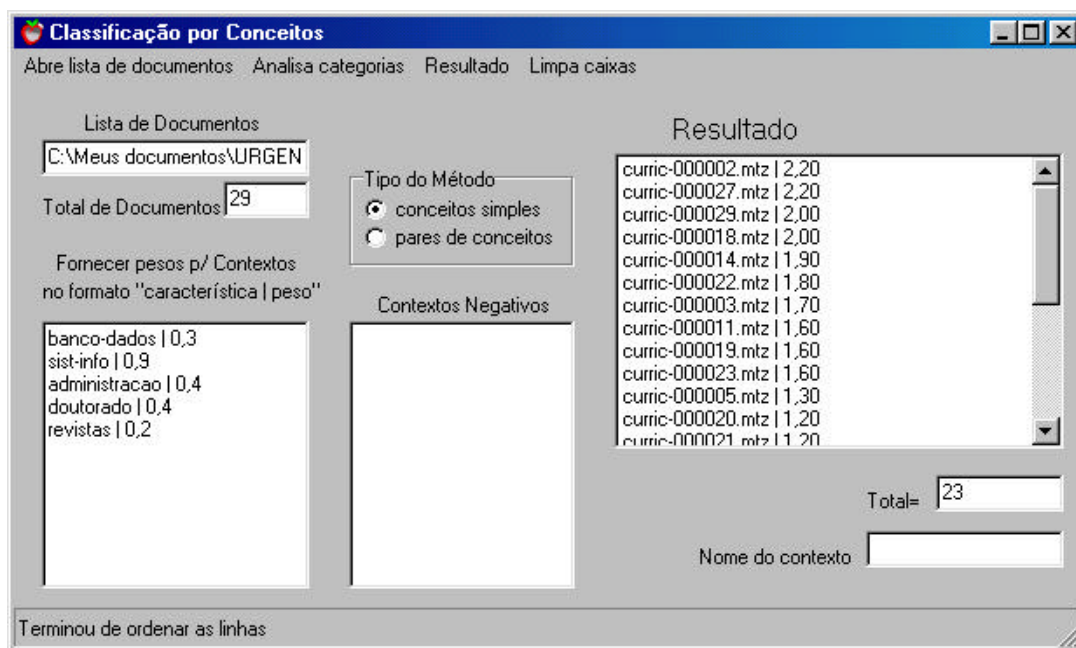 Classificação por Conceitos
Abre lista de documentos Analisa categorias Resultado Limpa caixas
Lista de Documentos
C:\Meus documentos\URGEN
Total de Documentos 29
Fornecer pesos p/ Contextos
no formato "característica | peso"
banco-dados | 0,3
sist-info | 0,9
administracao | 0,4
doutorado | 0,4
revistas | 0,2
Tipo do Método
conceitos simples
pares de conceitos
Contextos Negativos
Resultado
curric-000002.mtz | 2,20
curric-000027.mtz | 2,20
curric-000029.mtz | 2,00
curric-000018.mtz | 2,00
curric-000014.mtz | 1,90
curric-000022.mtz | 1,80
curric-000003.mtz | 1,70
curric-000011.mtz | 1,60
curric-000019.mtz | 1,60
curric-000023.mtz | 1,60
curric-000005.mtz | 1,30
curric-000020.mtz | 1,20
curric-000021.mtz | 1,20
Total= 23
Nome do contexto
Terminou de ordenar as linhas